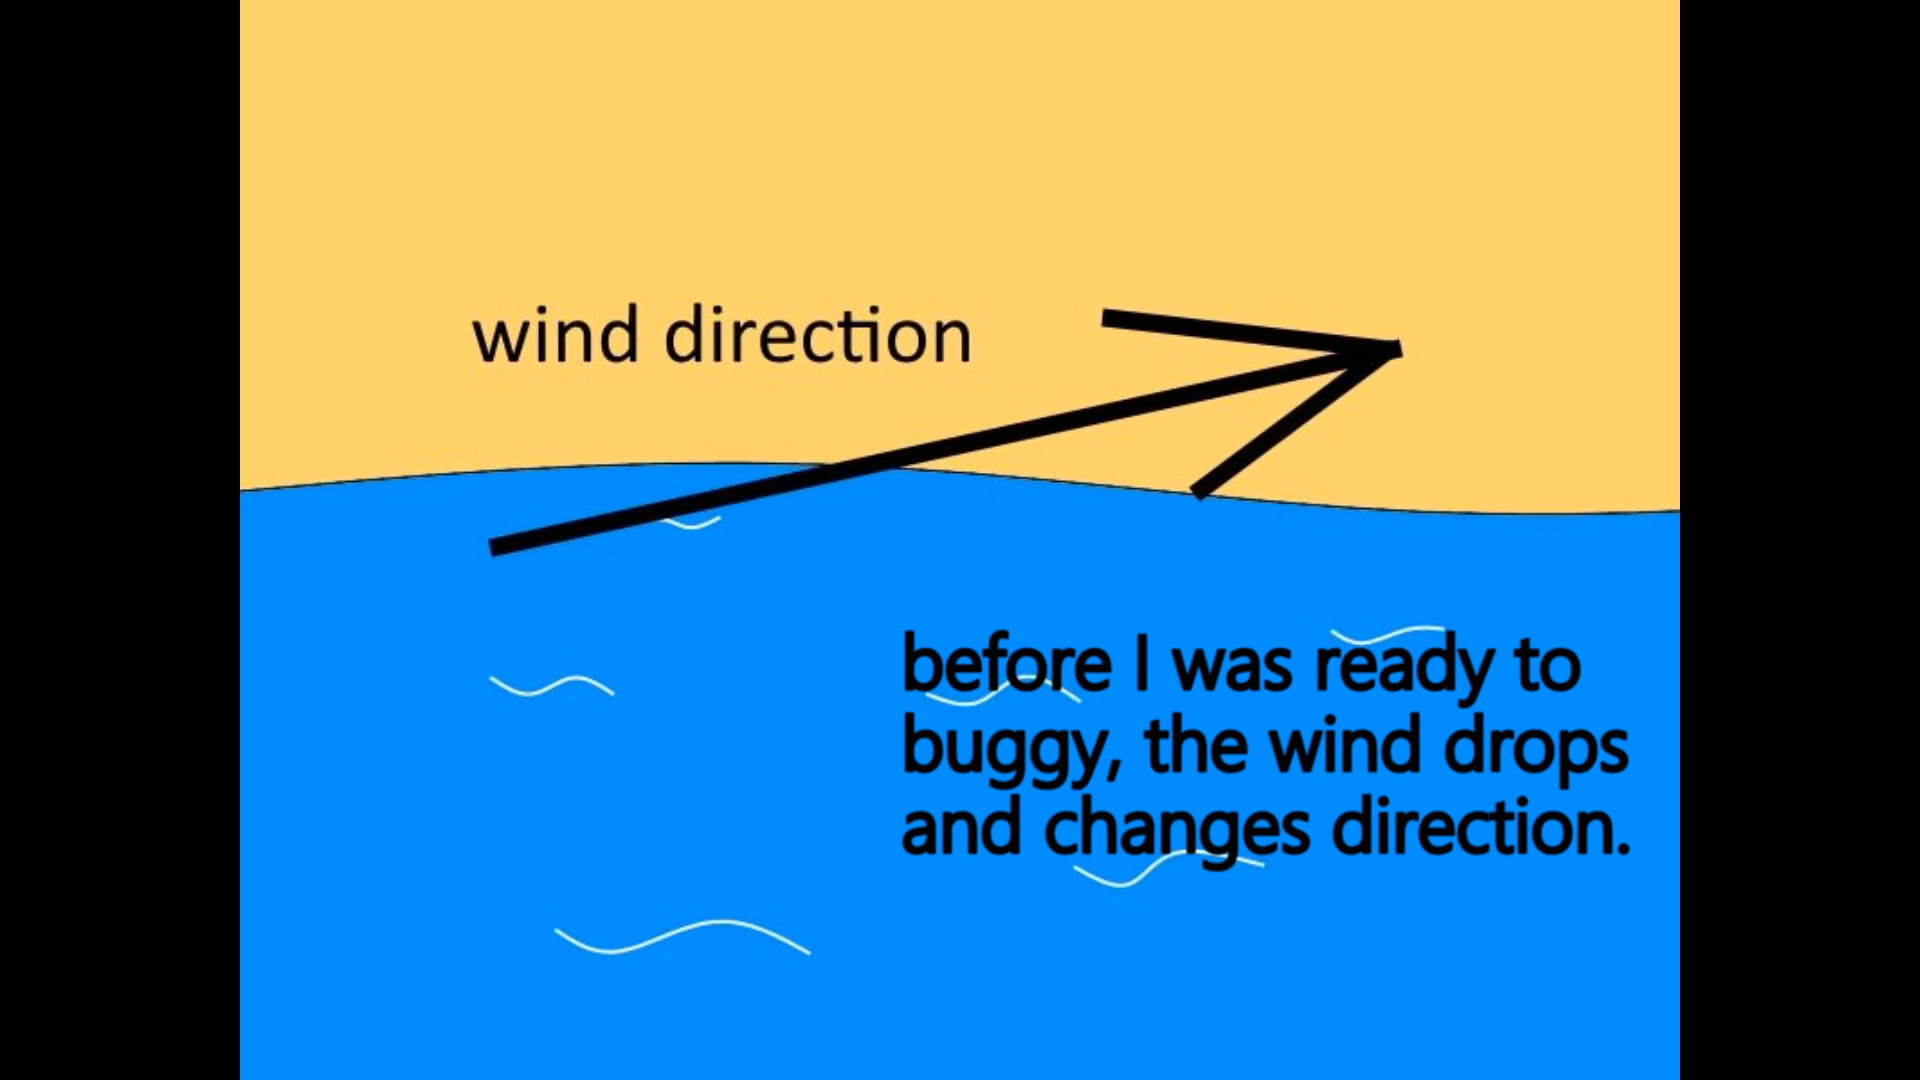 wind direction
before I was ready to
buggy, the wind drops
and changes direction.